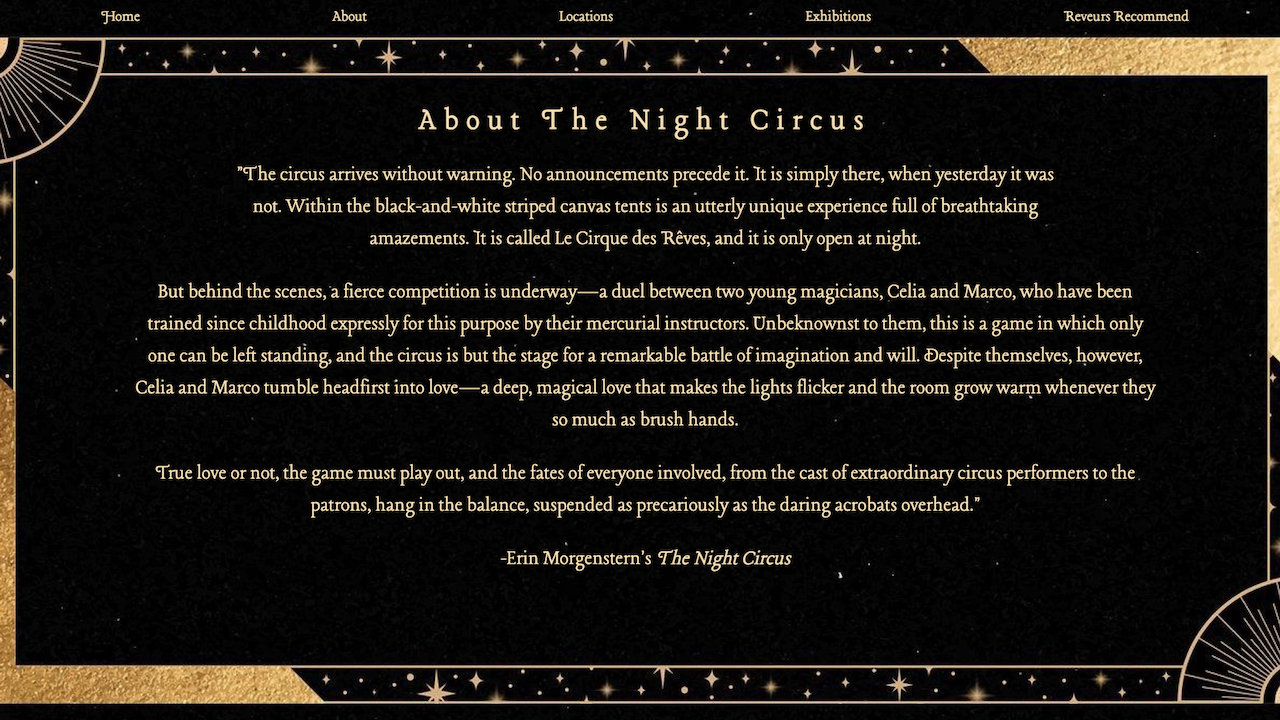 Home About Locations Exhibitions Reveurs Recommend
About The Night Circus
"The circus arrives without warning. No announcements precede it. It is simply there, when yesterday it was
not. Within the black-and-white striped canvas tents is an utterly unique experience full of breathtaking
amazements. It is called Le Cirque des Rêves, and it is only open at night.
But behind the scenes, a fierce competition is underway—a duel between two young magicians, Celia and Marco, who have been
trained since childhood expressly for this purpose by their mercurial instructors. Unbeknownst to them, this is a game in which only
one can be left standing, and the circus is but the stage for a remarkable battle of imagination and will. Despite themselves, however,
Celia and Marco tumble headfirst into love—a deep, magical love that makes the lights flicker and the room grow warm whenever they
so much as brush hands.
True love or not, the game must play out, and the fates of everyone involved, from the cast of extraordinary circus performers to the
patrons, hang in the balance, suspended as precariously as the daring acrobats overhead."
-Erin Morgenstern's The Night Circus